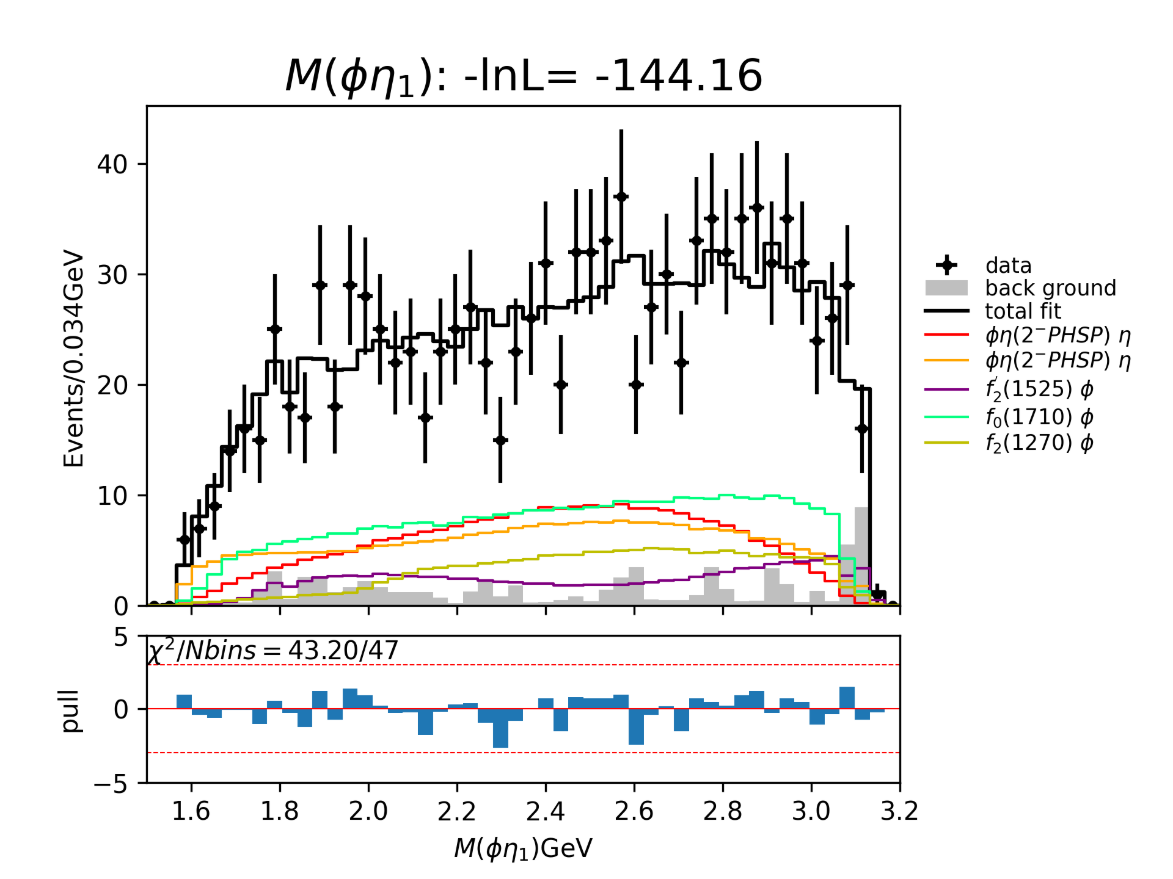 M(ϕη₁): -lnL= -144.16
Events/0.034GeV
40
30
20
10
0
data
back ground
total fit
ϕη(2⁻PHSP) η
ϕη(2⁻PHSP) η
f₂′(1525) ϕ
f₀(1710) ϕ
f₂(1270) ϕ
χ²/Nbins = 43.20/47
pull
5
0
−5
1.6 1.8 2.0 2.2 2.4 2.6 2.8 3.0 3.2
M(ϕη₁)GeV